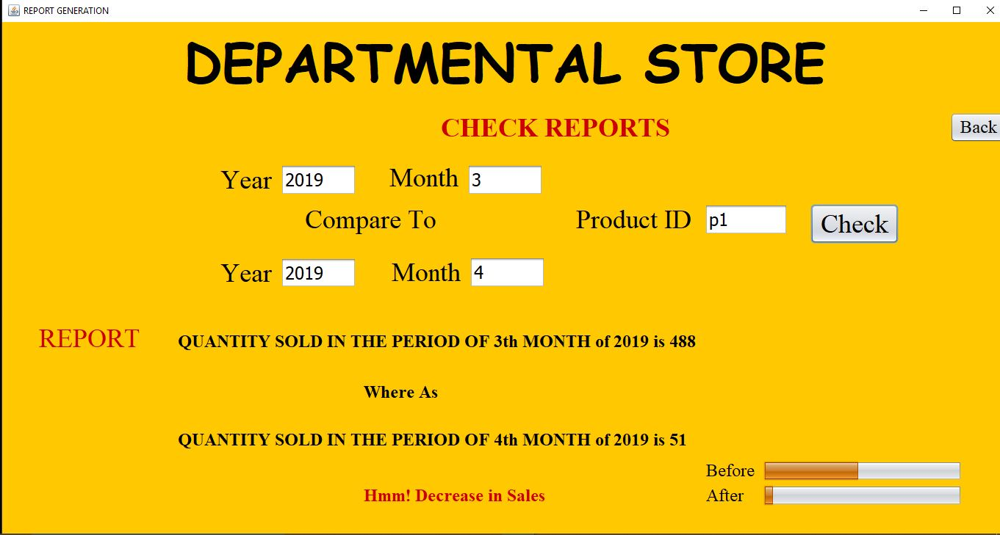 REPORT GENERATION
DEPARTMENTAL STORE
CHECK REPORTS
Back
Year 2019 Month 3
Compare To Product ID p1 Check
Year 2019 Month 4
REPORT QUANTITY SOLD IN THE PERIOD OF 3th MONTH of 2019 is 488
Where As
QUANTITY SOLD IN THE PERIOD OF 4th MONTH of 2019 is 51
Before
Hmm! Decrease in Sales After